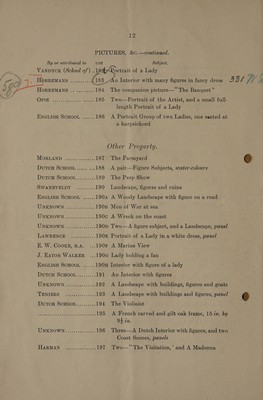 12
PICTURES, &c.—continued.
By or attributed to Subject.
VANDYCK (School of) Portrait of a Lady
HORREMANS 183 An Interior with many figures in fancy dress
HORREMANS 184 The companion picture—"The Banquet"
OPIE 185 Two—Portrait of the Artist, and a small full-
length Portrait of a Lady
ENGLISH SCHOOL 186 A Portrait Group of two Ladies, one seated at
a harpsichord
Other Property.
MORLAND 187 The Farmyard
DUTCH SCHOOL 188 A pair—Figure Subjects, water-colours
DUTCH SCHOOL 189 The Peep Show
SWANEVELDT 190 Landscape, figures and ruins
ENGLISH SCHOOL 190A A Woody Landscape with figure on a road
UNKNOWN 190B Men of War at sea
UNKNOWN 190C A Wreck on the coast
UNKNOWN 190D Two—A figure subject, and a Landscape, panel
LAWRENCE 190E Portrait of a Lady in a white dress, panel
E. W. COOKE, R.A. 190F A Marine View
J. EATON WALKER 190G Lady holding a fan
ENGLISH SCHOOL 190H Interior with figure of a lady
DUTCH SCHOOL 191 An Interior with figures
UNKNOWN 192 A Landscape with buildings, figures and goats
TENIERS 193 A Landscape with buildings and figures, panel
DUTCH SCHOOL 194 The Violinist
195 A French carved and gilt oak frame, 15 in. by
9½ in.
UNKNOWN 196 Three—A Dutch Interior with figures, and two
Coast Scenes, panels
HARMAN 197 Two—"The Visitation," and A Madonna